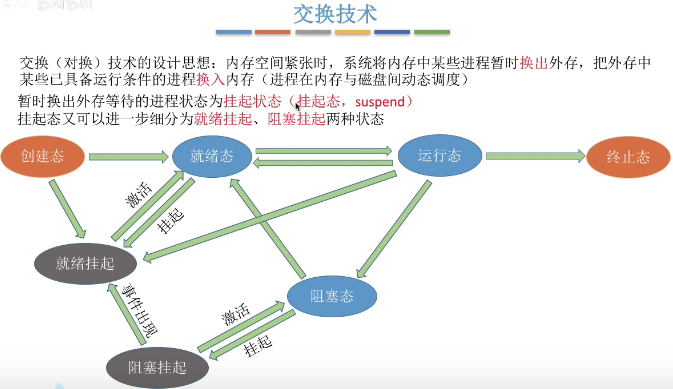 交换技术
交换（对换）技术的设计思想：内存空间紧张时，系统将内存中某些进程暂时换出外存，把外存中
某些已具备运行条件的进程换入内存（进程在内存与磁盘间动态调度）
暂时换出外存等待的进程状态为挂起状态（挂起态，suspend）
挂起态又可以进一步细分为就绪挂起、阻塞挂起两种状态
创建态
就绪态
运行态
终止态
激活
挂起
就绪挂起
阻塞态
事件出现
激活
挂起
阻塞挂起